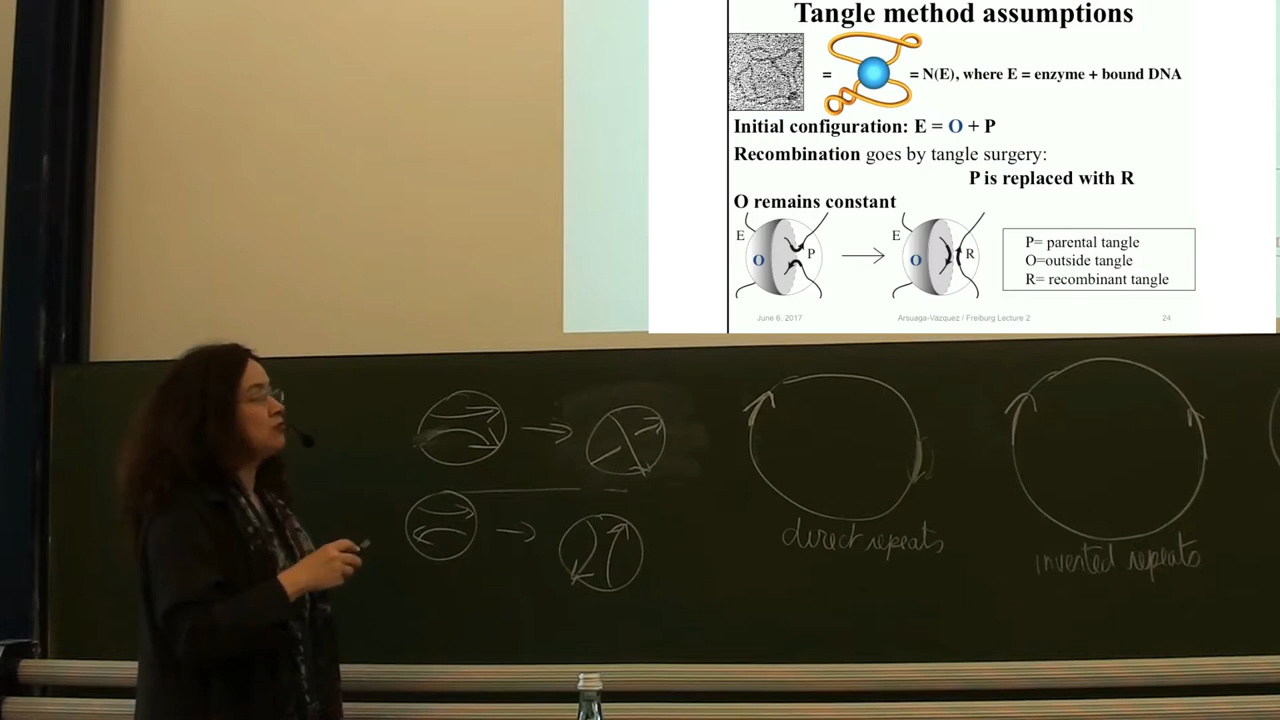 Tangle method assumptions
= = N(E), where E = enzyme + bound DNA
Initial configuration: E = O + P
Recombination goes by tangle surgery:
P is replaced with R
O remains constant
E O P E O R
P= parental tangle
O=outside tangle
R= recombinant tangle
June 6, 2017 Arsuaga-Vazquez / Freiburg Lecture 2 24
direct repeats
inverted repeats